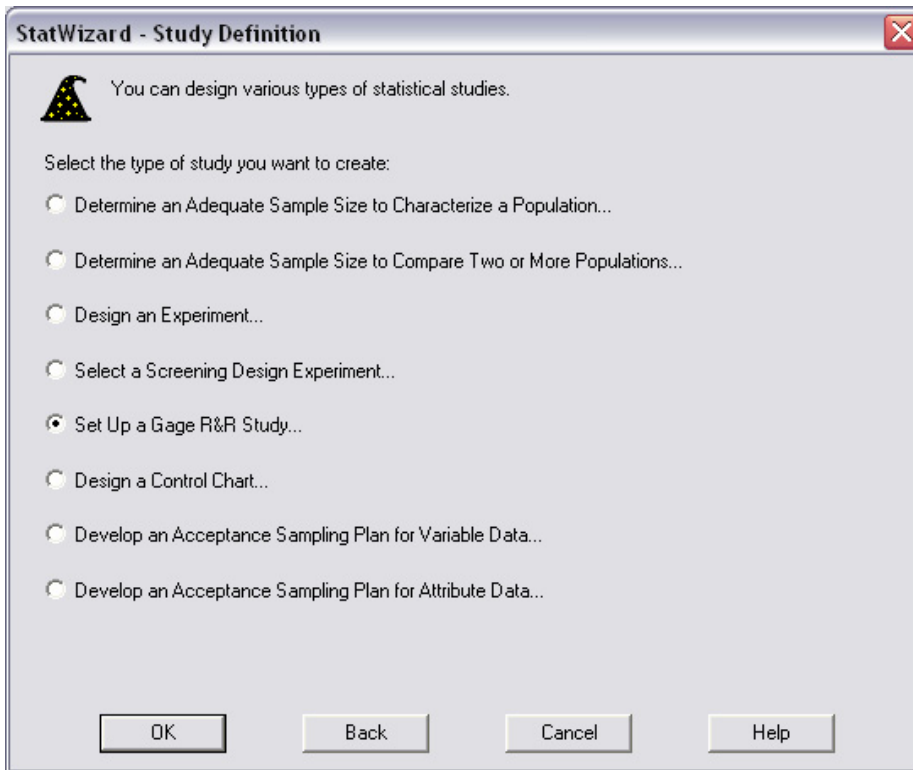 StatWizard - Study Definition
You can design various types of statistical studies.
Select the type of study you want to create:
Determine an Adequate Sample Size to Characterize a Population...
Determine an Adequate Sample Size to Compare Two or More Populations...
Design an Experiment...
Select a Screening Design Experiment...
Set Up a Gage R&R Study...
Design a Control Chart...
Develop an Acceptance Sampling Plan for Variable Data...
Develop an Acceptance Sampling Plan for Attribute Data...
OK Back Cancel Help